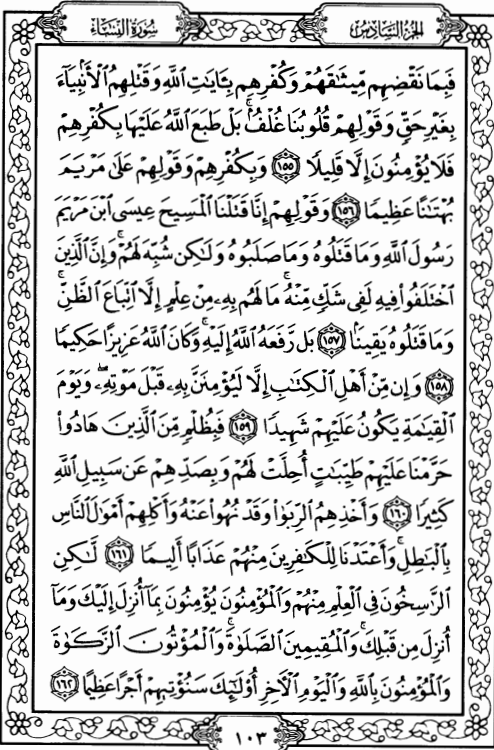 الجزء السادس
سورة النساء
فَبِمَا نَقْضِهِم مِّيثَٰقَهُمْ وَكُفْرِهِم بِـَٔايَٰتِ ٱللَّهِ وَقَتْلِهِمُ ٱلْأَنۢبِيَآءَ
بِغَيْرِ حَقٍّ وَقَوْلِهِمْ قُلُوبُنَا غُلْفٌۢ ۚ بَلْ طَبَعَ ٱللَّهُ عَلَيْهَا بِكُفْرِهِمْ
فَلَا يُؤْمِنُونَ إِلَّا قَلِيلًا ١٥٥ وَبِكُفْرِهِمْ وَقَوْلِهِمْ عَلَىٰ مَرْيَمَ
بُهْتَٰنًا عَظِيمًا ١٥٦ وَقَوْلِهِمْ إِنَّا قَتَلْنَا ٱلْمَسِيحَ عِيسَى ٱبْنَ مَرْيَمَ
رَسُولَ ٱللَّهِ وَمَا قَتَلُوهُ وَمَا صَلَبُوهُ وَلَٰكِن شُبِّهَ لَهُمْ ۚ وَإِنَّ ٱلَّذِينَ
ٱخْتَلَفُوا۟ فِيهِ لَفِى شَكٍّ مِّنْهُ ۚ مَا لَهُم بِهِۦ مِنْ عِلْمٍ إِلَّا ٱتِّبَاعَ ٱلظَّنِّ ۚ
وَمَا قَتَلُوهُ يَقِينًۢا ١٥٧ بَل رَّفَعَهُ ٱللَّهُ إِلَيْهِ ۚ وَكَانَ ٱللَّهُ عَزِيزًا حَكِيمًا
١٥٨ وَإِن مِّنْ أَهْلِ ٱلْكِتَٰبِ إِلَّا لَيُؤْمِنَنَّ بِهِۦ قَبْلَ مَوْتِهِۦ ۖ وَيَوْمَ
ٱلْقِيَٰمَةِ يَكُونُ عَلَيْهِمْ شَهِيدًا ١٥٩ فَبِظُلْمٍ مِّنَ ٱلَّذِينَ هَادُوا۟
حَرَّمْنَا عَلَيْهِمْ طَيِّبَٰتٍ أُحِلَّتْ لَهُمْ وَبِصَدِّهِمْ عَن سَبِيلِ ٱللَّهِ
كَثِيرًا ١٦٠ وَأَخْذِهِمُ ٱلرِّبَوٰا۟ وَقَدْ نُهُوا۟ عَنْهُ وَأَكْلِهِمْ أَمْوَٰلَ ٱلنَّاسِ
بِٱلْبَٰطِلِ ۚ وَأَعْتَدْنَا لِلْكَٰفِرِينَ مِنْهُمْ عَذَابًا أَلِيمًا ١٦١ لَّٰكِنِ
ٱلرَّٰسِخُونَ فِى ٱلْعِلْمِ مِنْهُمْ وَٱلْمُؤْمِنُونَ يُؤْمِنُونَ بِمَآ أُنزِلَ إِلَيْكَ وَمَآ
أُنزِلَ مِن قَبْلِكَ ۚ وَٱلْمُقِيمِينَ ٱلصَّلَوٰةَ ۚ وَٱلْمُؤْتُونَ ٱلزَّكَوٰةَ
وَٱلْمُؤْمِنُونَ بِٱللَّهِ وَٱلْيَوْمِ ٱلْءَاخِرِ أُو۟لَٰٓئِكَ سَنُؤْتِيهِمْ أَجْرًا عَظِيمًا ١٦٢
١٠٣